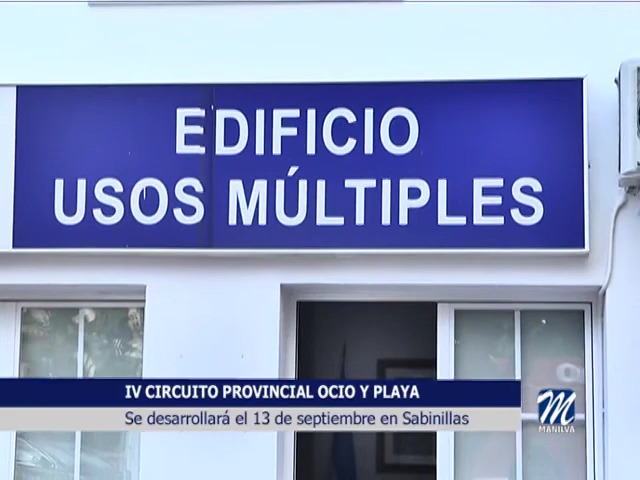 EDIFICIO
USOS MÚLTIPLES
IV CIRCUITO PROVINCIAL OCIO Y PLAYA
Se desarrollará el 13 de septiembre en Sabinillas
M
MANILVA